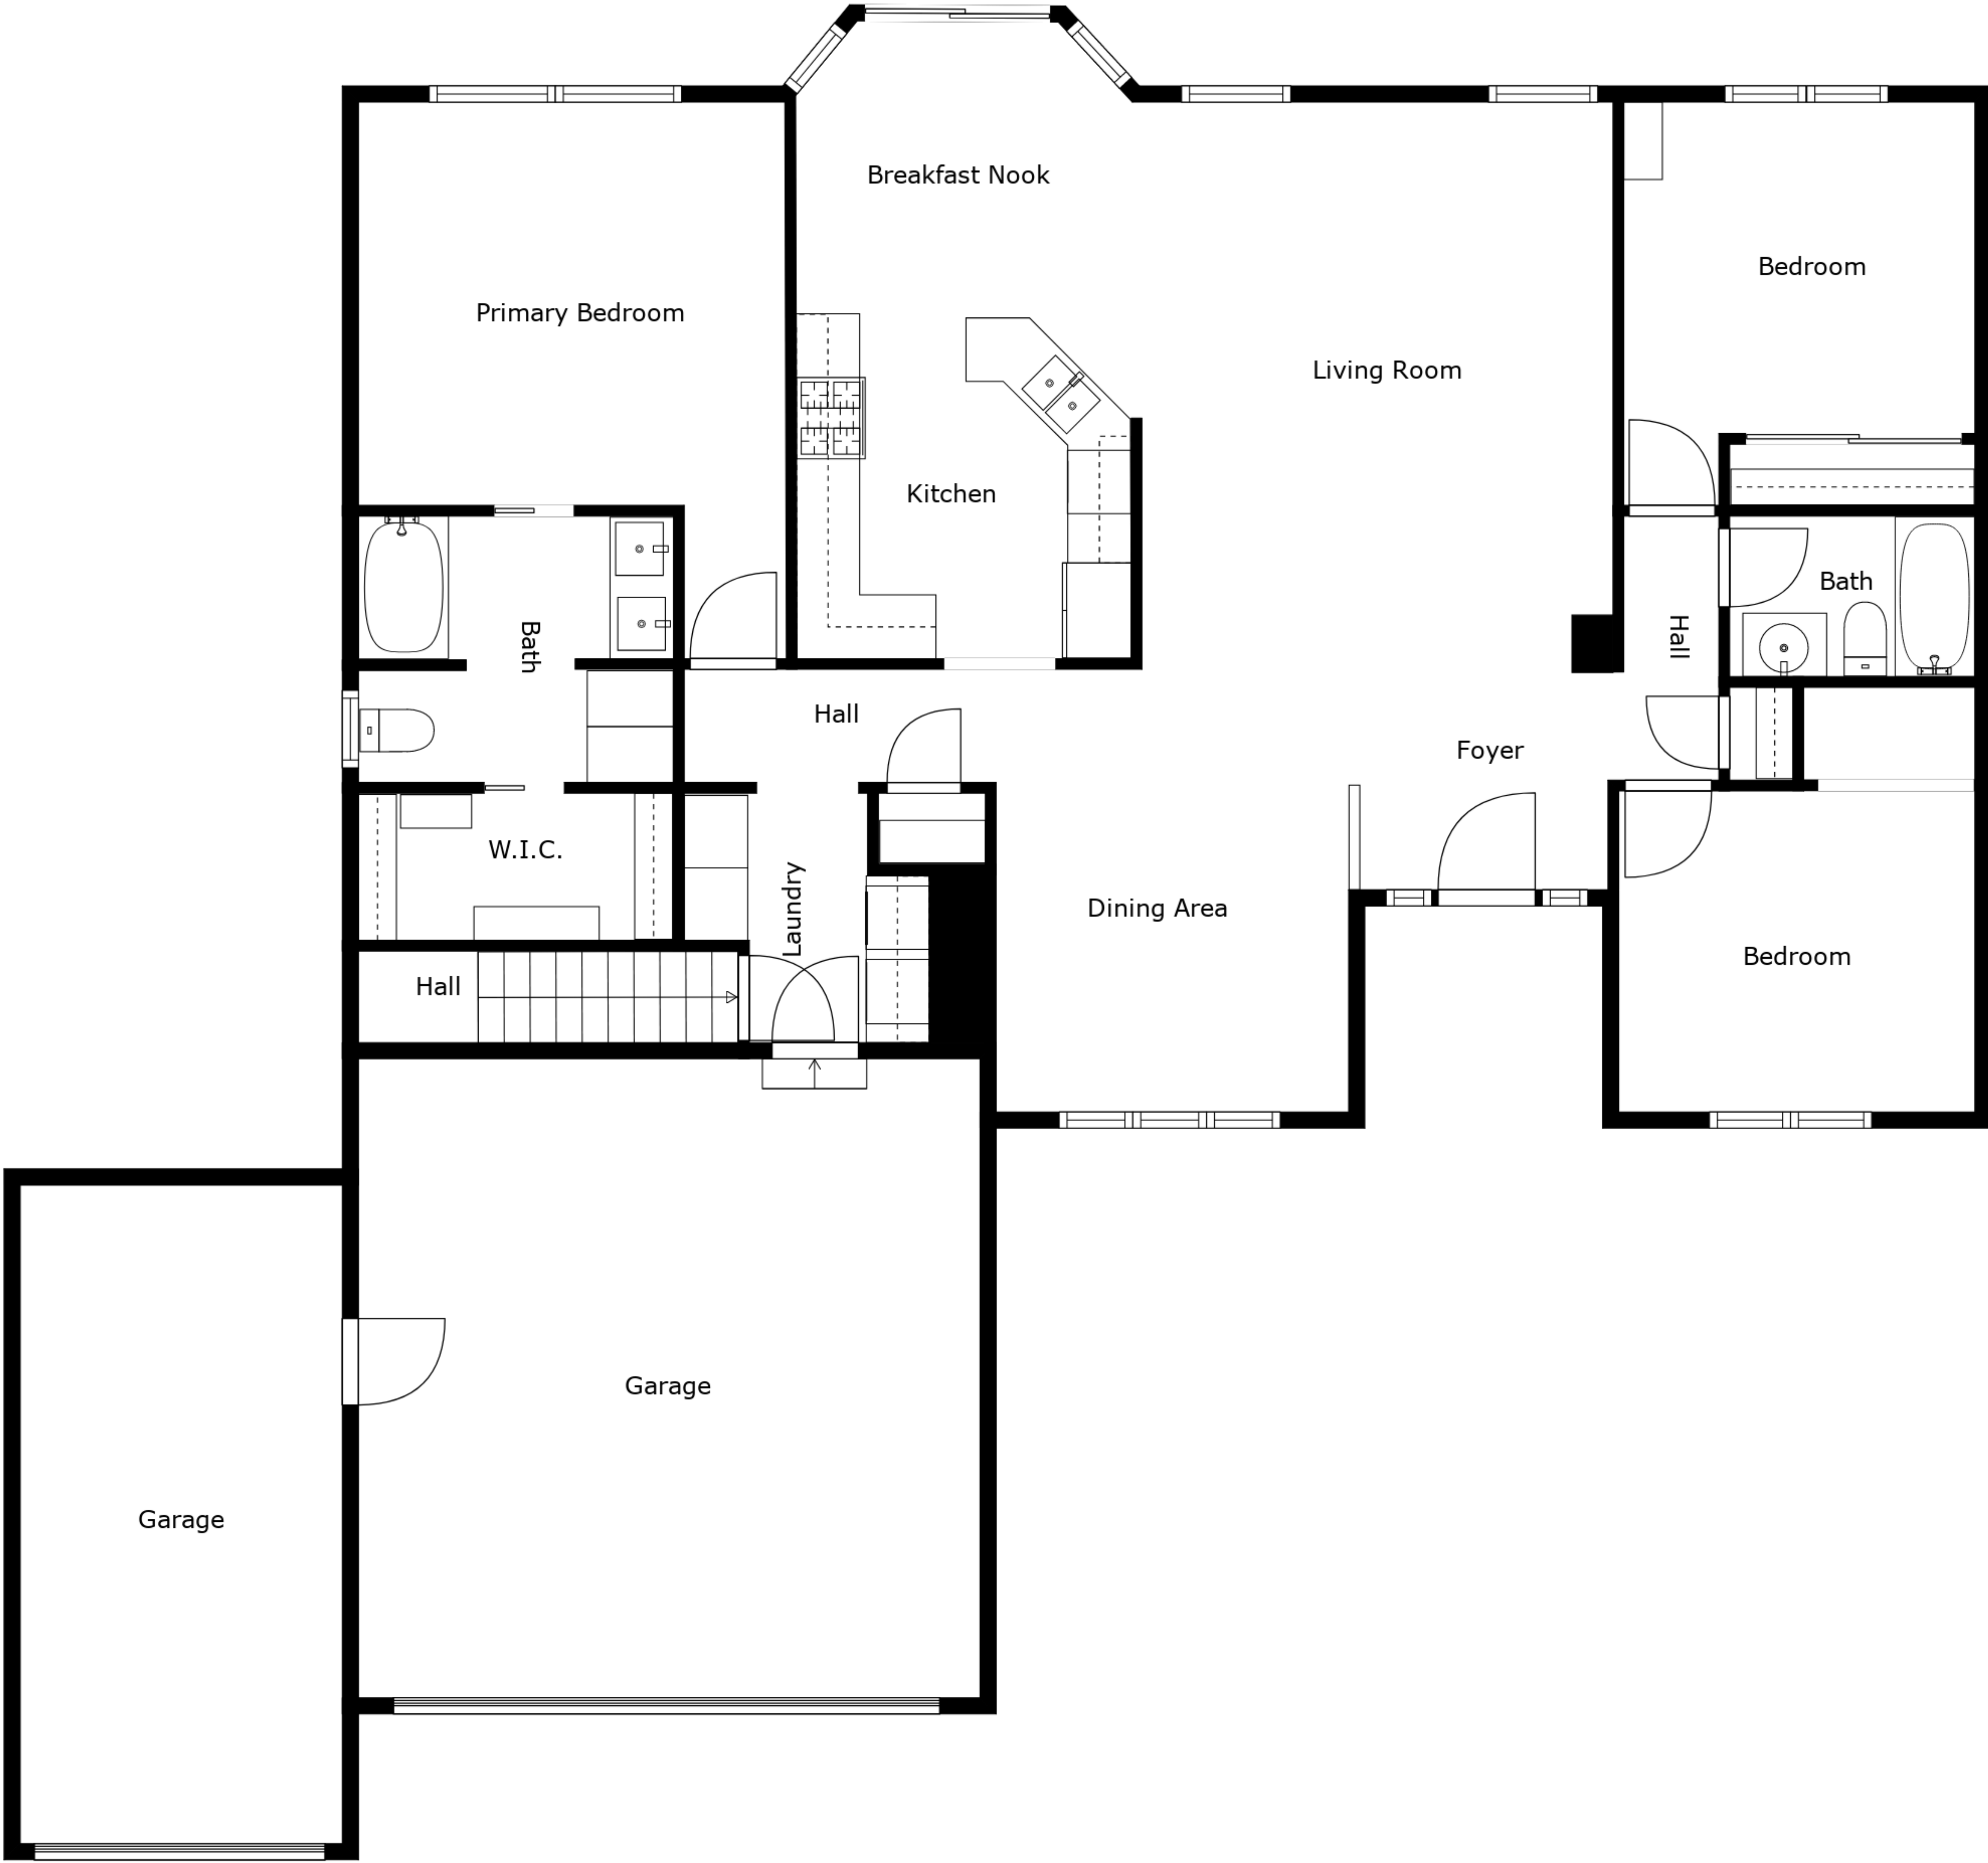 Breakfast Nook
Bedroom
Primary Bedroom
Living Room
Kitchen
Bath
Bath
Hall
Hall
Foyer
W.I.C.
Laundry
Dining Area
Bedroom
Hall
Garage
Garage